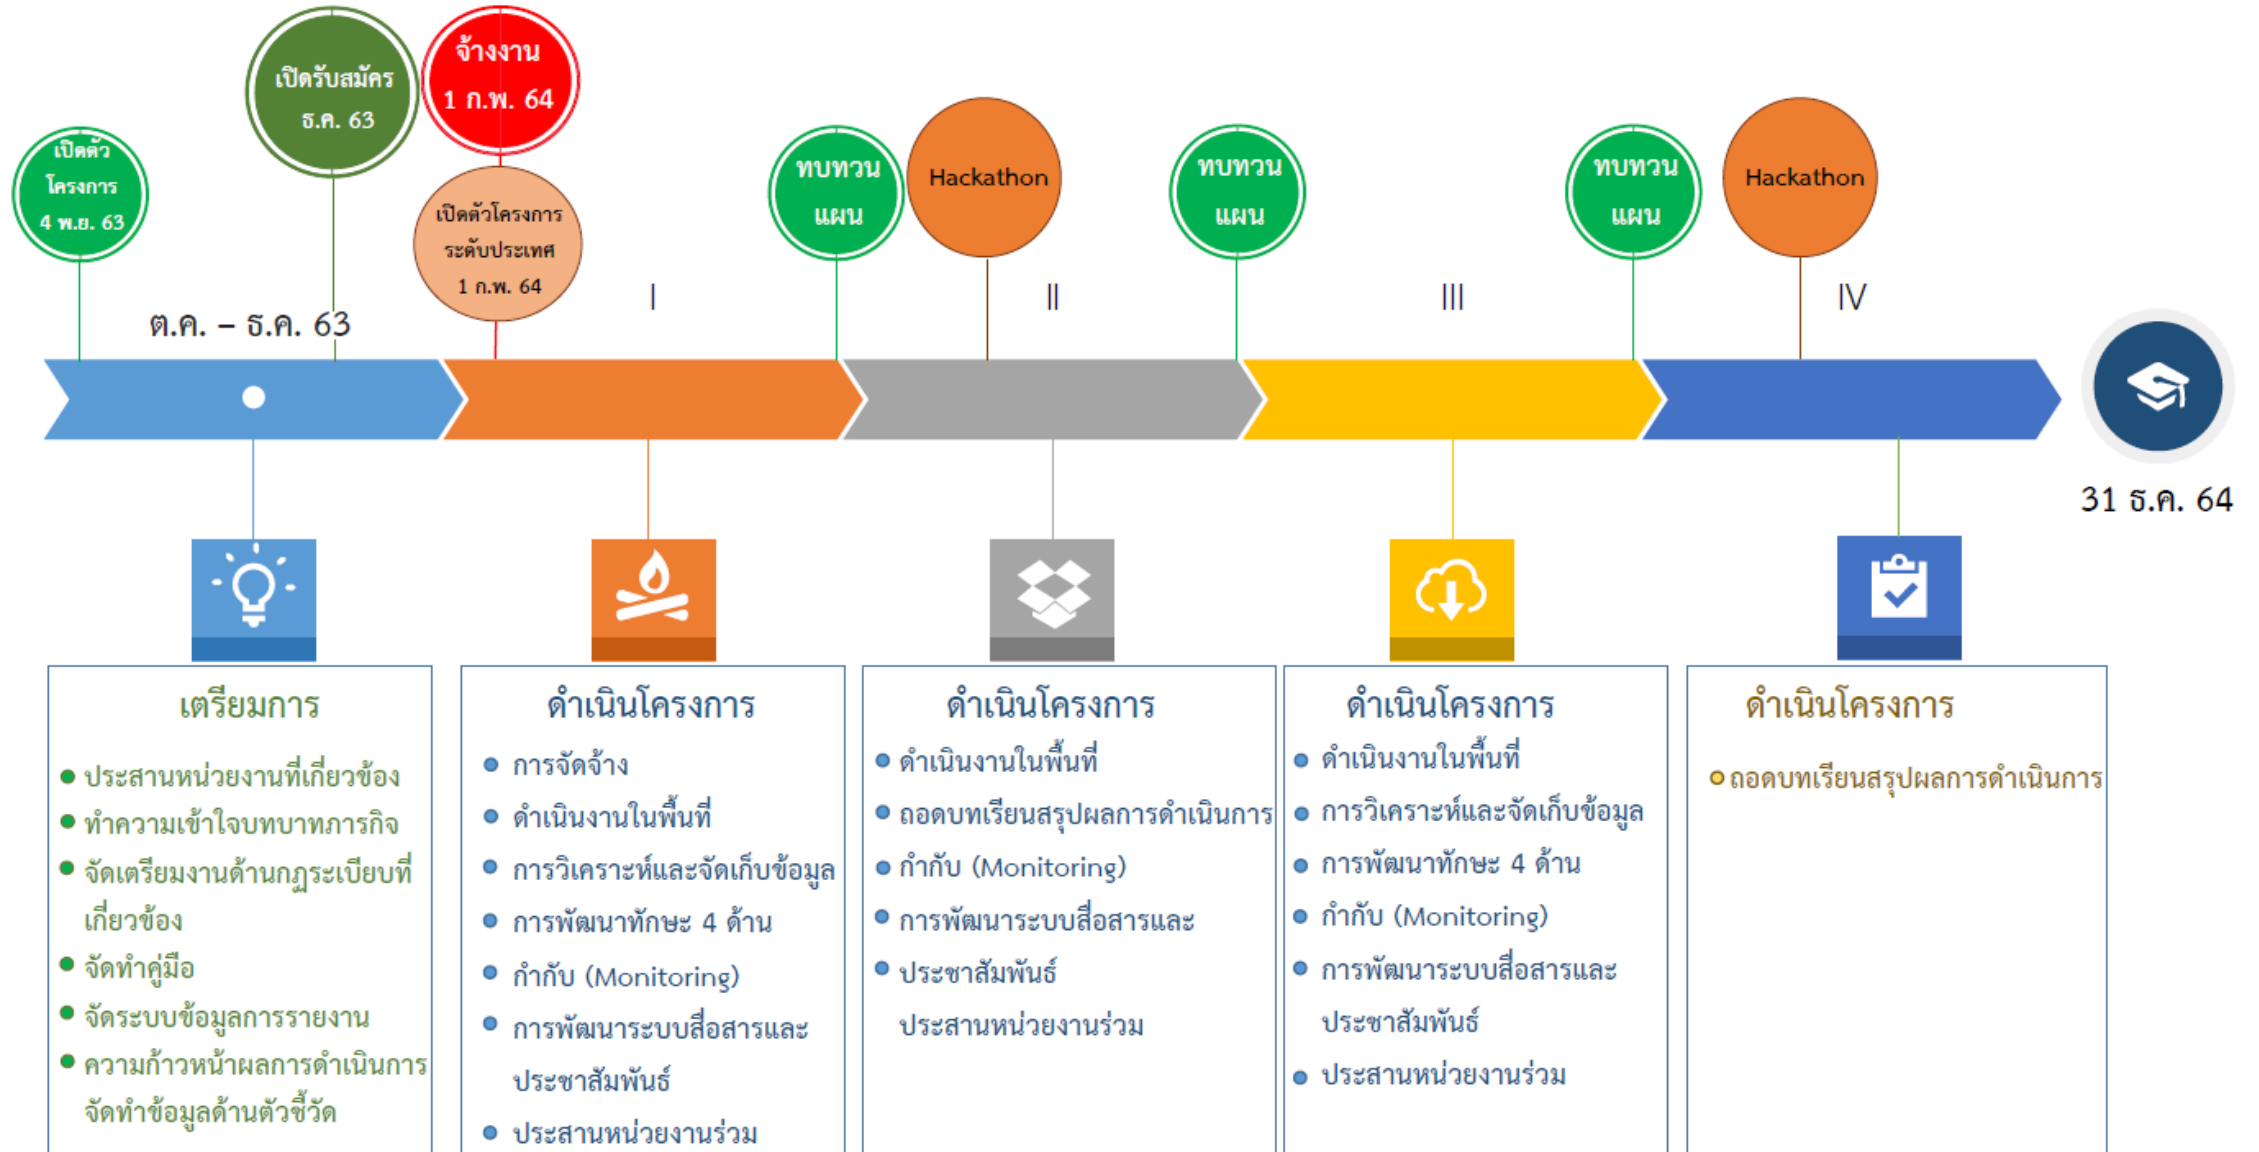 เปิดตัว
โครงการ
4 พ.ย. 63
เปิดรับสมัคร
ธ.ค. 63
จ้างงาน
1 ก.พ. 64
เปิดตัวโครงการ
ระดับประเทศ
1 ก.พ. 64
ทบทวน
แผน
Hackathon
ทบทวน
แผน
ทบทวน
แผน
Hackathon
ต.ค. – ธ.ค. 63
I
II
III
IV
31 ธ.ค. 64
เตรียมการ
ประสานหน่วยงานที่เกี่ยวข้อง
ทำความเข้าใจบทบาทภารกิจ
จัดเตรียมงานด้านกฏระเบียบที่
เกี่ยวข้อง
จัดทำคู่มือ
จัดระบบข้อมูลการรายงาน
ความก้าวหน้าผลการดำเนินการ
จัดทำข้อมูลด้านตัวชี้วัด
ดำเนินโครงการ
การจัดจ้าง
ดำเนินงานในพื้นที่
การวิเคราะห์และจัดเก็บข้อมูล
การพัฒนาทักษะ 4 ด้าน
กำกับ (Monitoring)
การพัฒนาระบบสื่อสารและ
ประชาสัมพันธ์
ประสานหน่วยงานร่วม
ดำเนินโครงการ
ดำเนินงานในพื้นที่
ถอดบทเรียนสรุปผลการดำเนินการ
กำกับ (Monitoring)
การพัฒนาระบบสื่อสารและ
ประชาสัมพันธ์
ประสานหน่วยงานร่วม
ดำเนินโครงการ
ดำเนินงานในพื้นที่
การวิเคราะห์และจัดเก็บข้อมูล
การพัฒนาทักษะ 4 ด้าน
กำกับ (Monitoring)
การพัฒนาระบบสื่อสารและ
ประชาสัมพันธ์
ประสานหน่วยงานร่วม
ดำเนินโครงการ
ถอดบทเรียนสรุปผลการดำเนินการ